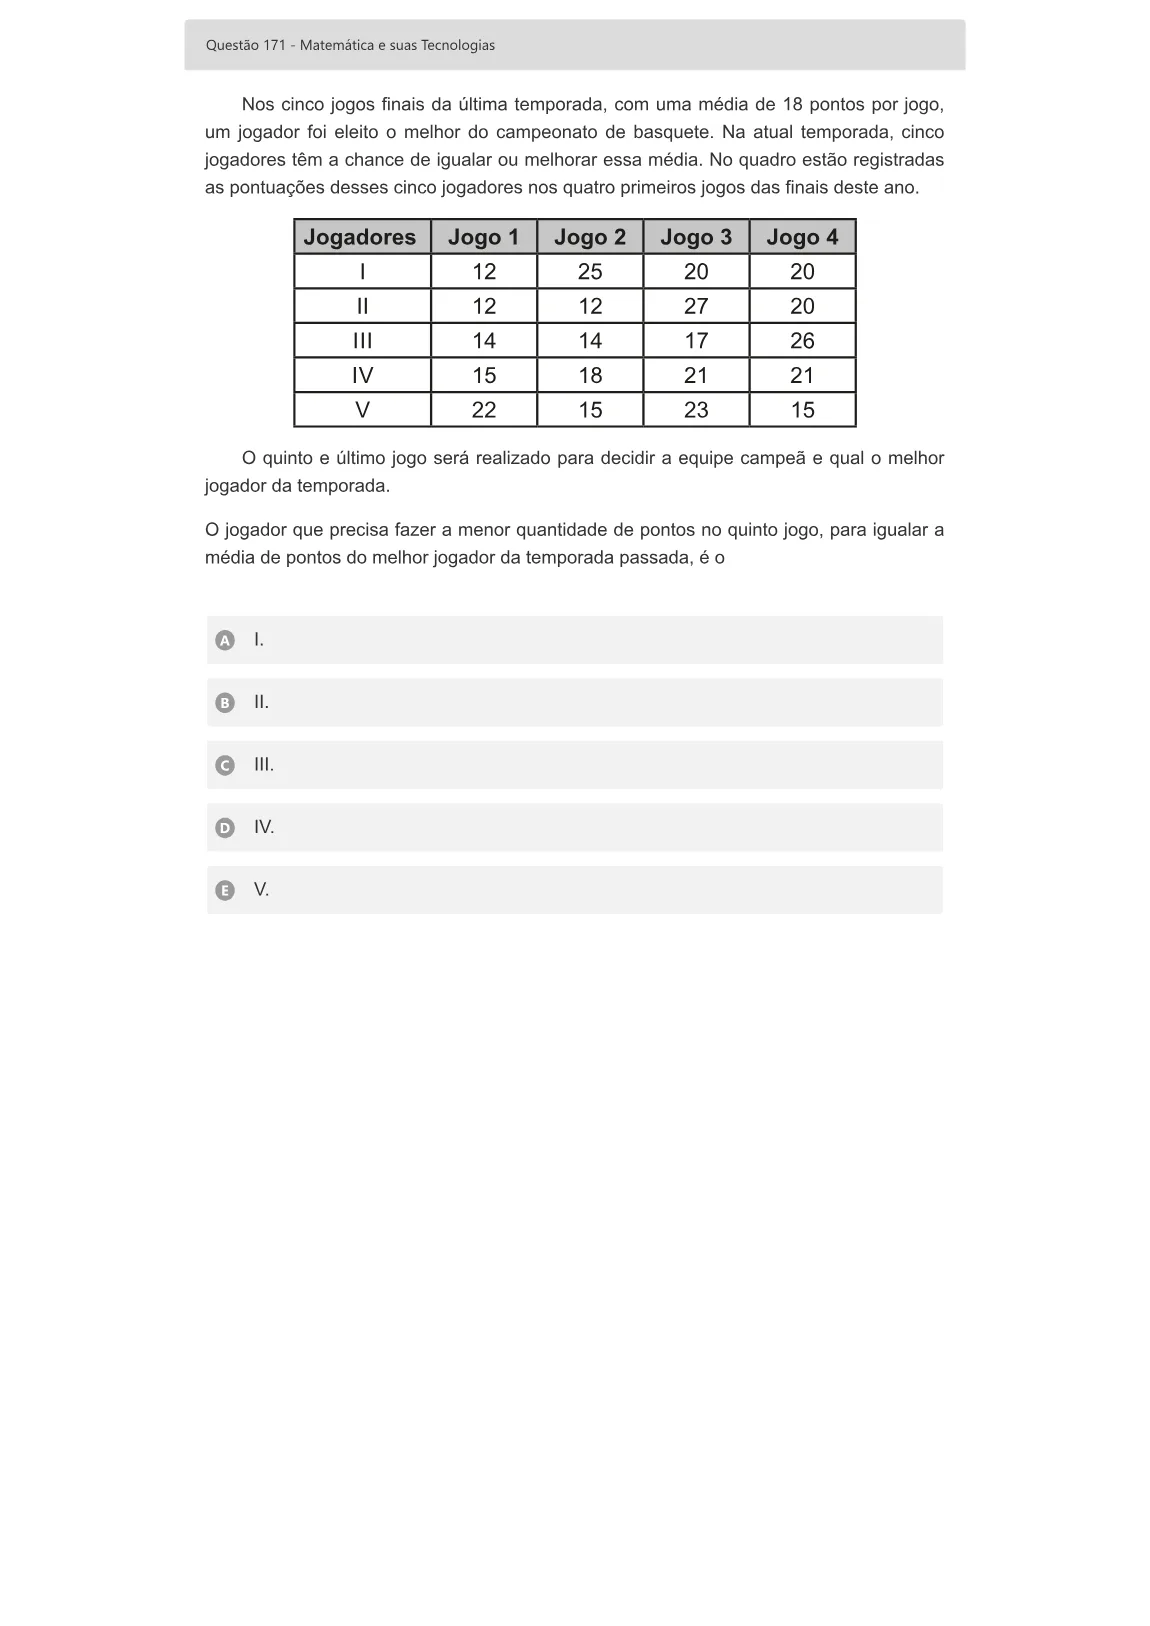 Questão 171 - Matemática e suas Tecnologias
Nos cinco jogos finais da última temporada, com uma média de 18 pontos por jogo,
um jogador foi eleito o melhor do campeonato de basquete. Na atual temporada, cinco
jogadores têm a chance de igualar ou melhorar essa média. No quadro estão registradas
as pontuações desses cinco jogadores nos quatro primeiros jogos das finais deste ano.
Jogadores Jogo 1 Jogo 2 Jogo 3 Jogo 4
I 12 25 20 20
II 12 12 27 20
III 14 14 17 26
IV 15 18 21 21
V 22 15 23 15
O quinto e último jogo será realizado para decidir a equipe campeã e qual o melhor
jogador da temporada.
O jogador que precisa fazer a menor quantidade de pontos no quinto jogo, para igualar a
média de pontos do melhor jogador da temporada passada, é o
A I.
B II.
C III.
D IV.
E V.